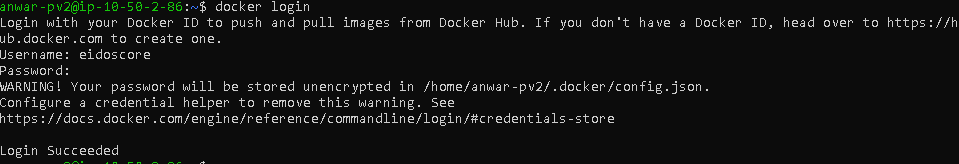 anwar-pv2@ip-10-50-2-86:~$ docker login
Login with your Docker ID to push and pull images from Docker Hub. If you don't have a Docker ID, head over to https://h
ub.docker.com to create one.
Username: eidoscore
Password:
WARNING! Your password will be stored unencrypted in /home/anwar-pv2/.docker/config.json.
Configure a credential helper to remove this warning. See
https://docs.docker.com/engine/reference/commandline/login/#credentials-store
Login Succeeded